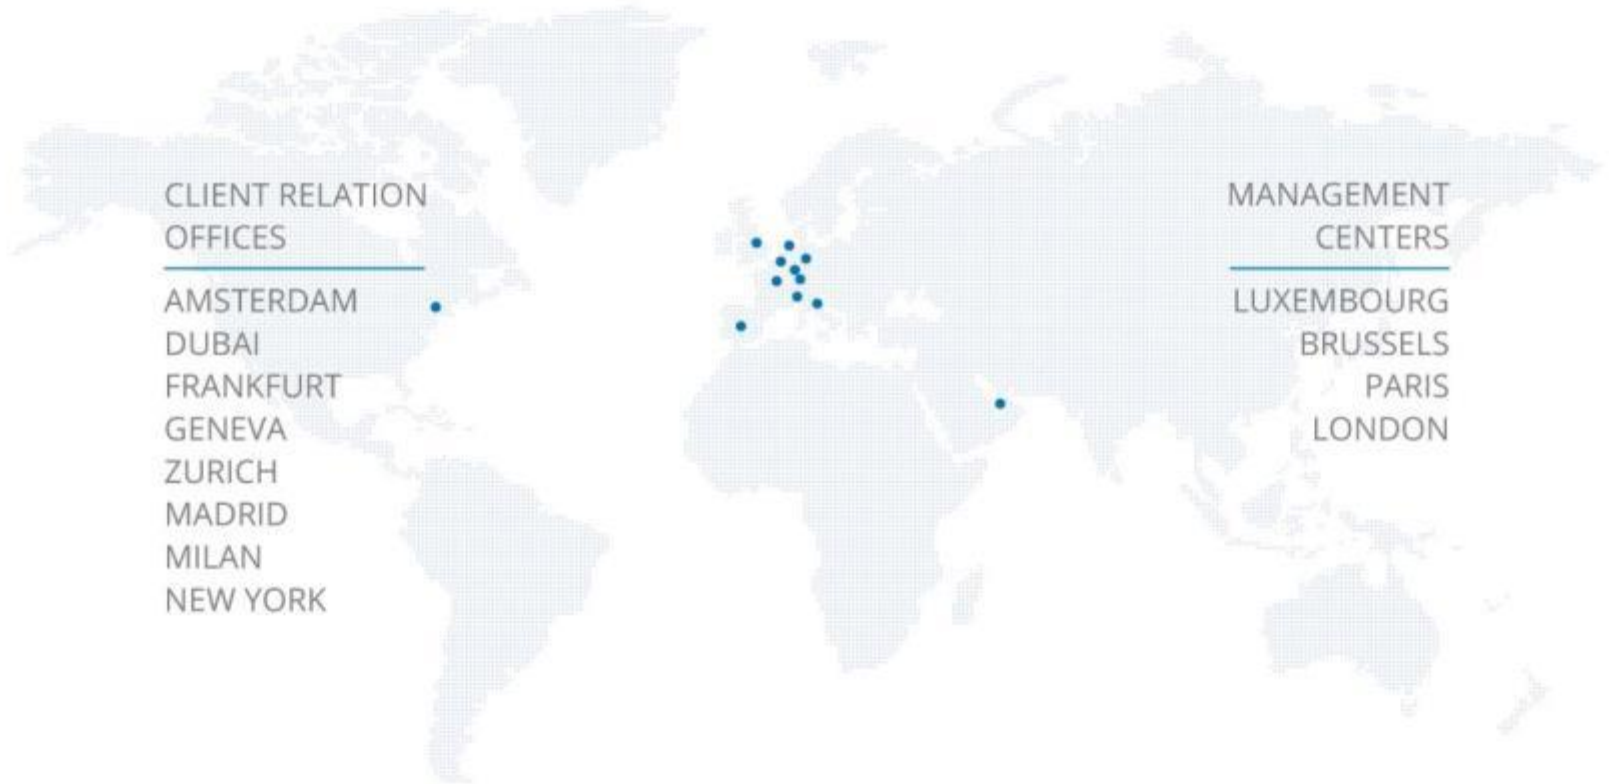 CLIENT RELATION
OFFICES
AMSTERDAM
DUBAI
FRANKFURT
GENEVA
ZURICH
MADRID
MILAN
NEW YORK
MANAGEMENT
CENTERS
LUXEMBOURG
BRUSSELS
PARIS
LONDON